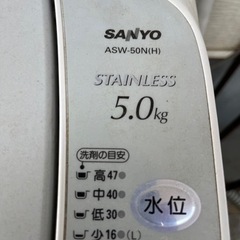 SANYO
ASW-50N(H)
STAINLESS
5.0kg
洗剤の目安
高47
中40
低30
少16(L)
水位